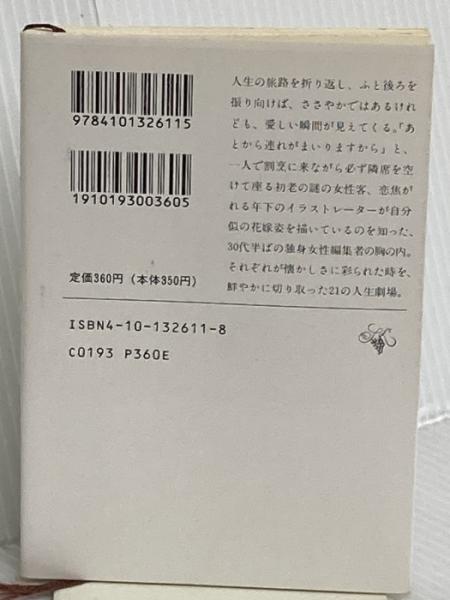 人生の旅路を折り返し、ふと後ろを
振り向けば、ささやかではあるけれ
ども、愛しい瞬間が見えてくる。「あ
とから連れがまいりますから」と、
一人で割烹に来ながら必ず隣席を
空けて座る初老の謎の女性客、恋焦が
れる年下のイラストレーターが自分
似の花嫁姿を描いているのを知った、
30代半ばの独身女性編集者の胸の内。
それぞれが懐かしさに彩られた時を、
鮮やかに切り取った21の人生劇場。
9784101326115
1910193003605
定価360円（本体350円）
ISBN4-10-132611-8
C0193 P360E